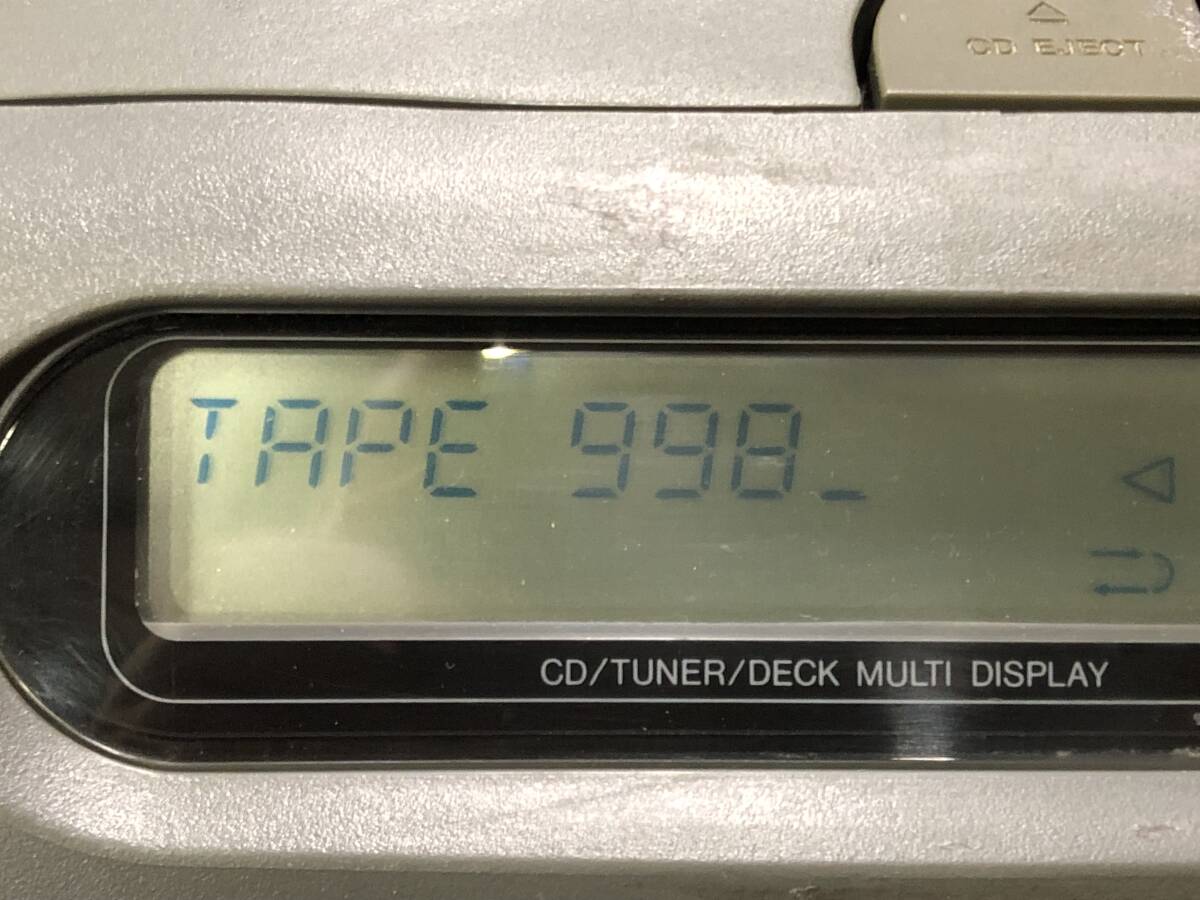 CD EJECT
TAPE 998_
CD/TUNER/DECK MULTI DISPLAY